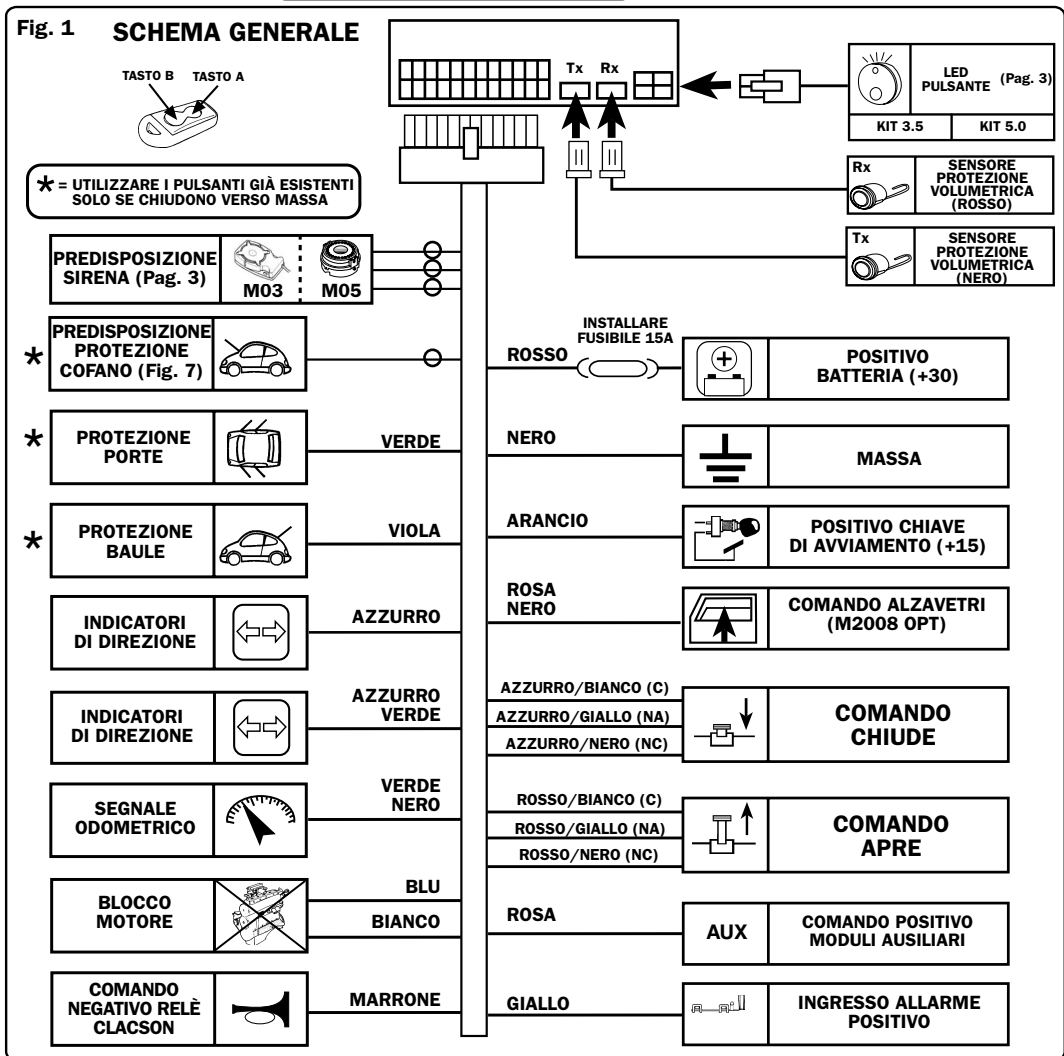 Fig. 1 SCHEMA GENERALE
TASTO B TASTO A
Tx Rx
LED
PULSANTE (Pag. 3)
KIT 3.5 KIT 5.0
Rx
SENSORE
PROTEZIONE
VOLUMETRICA
(ROSSO)
Tx
SENSORE
PROTEZIONE
VOLUMETRICA
(NERO)
* = UTILIZZARE I PULSANTI GIÀ ESISTENTI
SOLO SE CHIUDONO VERSO MASSA
PREDISPOSIZIONE
SIRENA (Pag. 3)
M03 M05
* PREDISPOSIZIONE
PROTEZIONE
COFANO (Fig. 7)
* PROTEZIONE
PORTE
VERDE
* PROTEZIONE
BAULE
VIOLA
INDICATORI
DI DIREZIONE
AZZURRO
INDICATORI
DI DIREZIONE
AZZURRO
VERDE
SEGNALE
ODOMETRICO
VERDE
NERO
BLOCCO
MOTORE
BLU
BIANCO
COMANDO
NEGATIVO RELÈ
CLACSON
MARRONE
ROSSO
INSTALLARE
FUSIBILE 15A
POSITIVO
BATTERIA (+30)
NERO
MASSA
ARANCIO
POSITIVO CHIAVE
DI AVVIAMENTO (+15)
ROSA
NERO
COMANDO ALZAVETRI
(M2008 OPT)
AZZURRO/BIANCO (C)
AZZURRO/GIALLO (NA)
AZZURRO/NERO (NC)
COMANDO
CHIUDE
ROSSO/BIANCO (C)
ROSSO/GIALLO (NA)
ROSSO/NERO (NC)
COMANDO
APRE
ROSA
AUX
COMANDO POSITIVO
MODULI AUSILIARI
GIALLO
INGRESSO ALLARME
POSITIVO